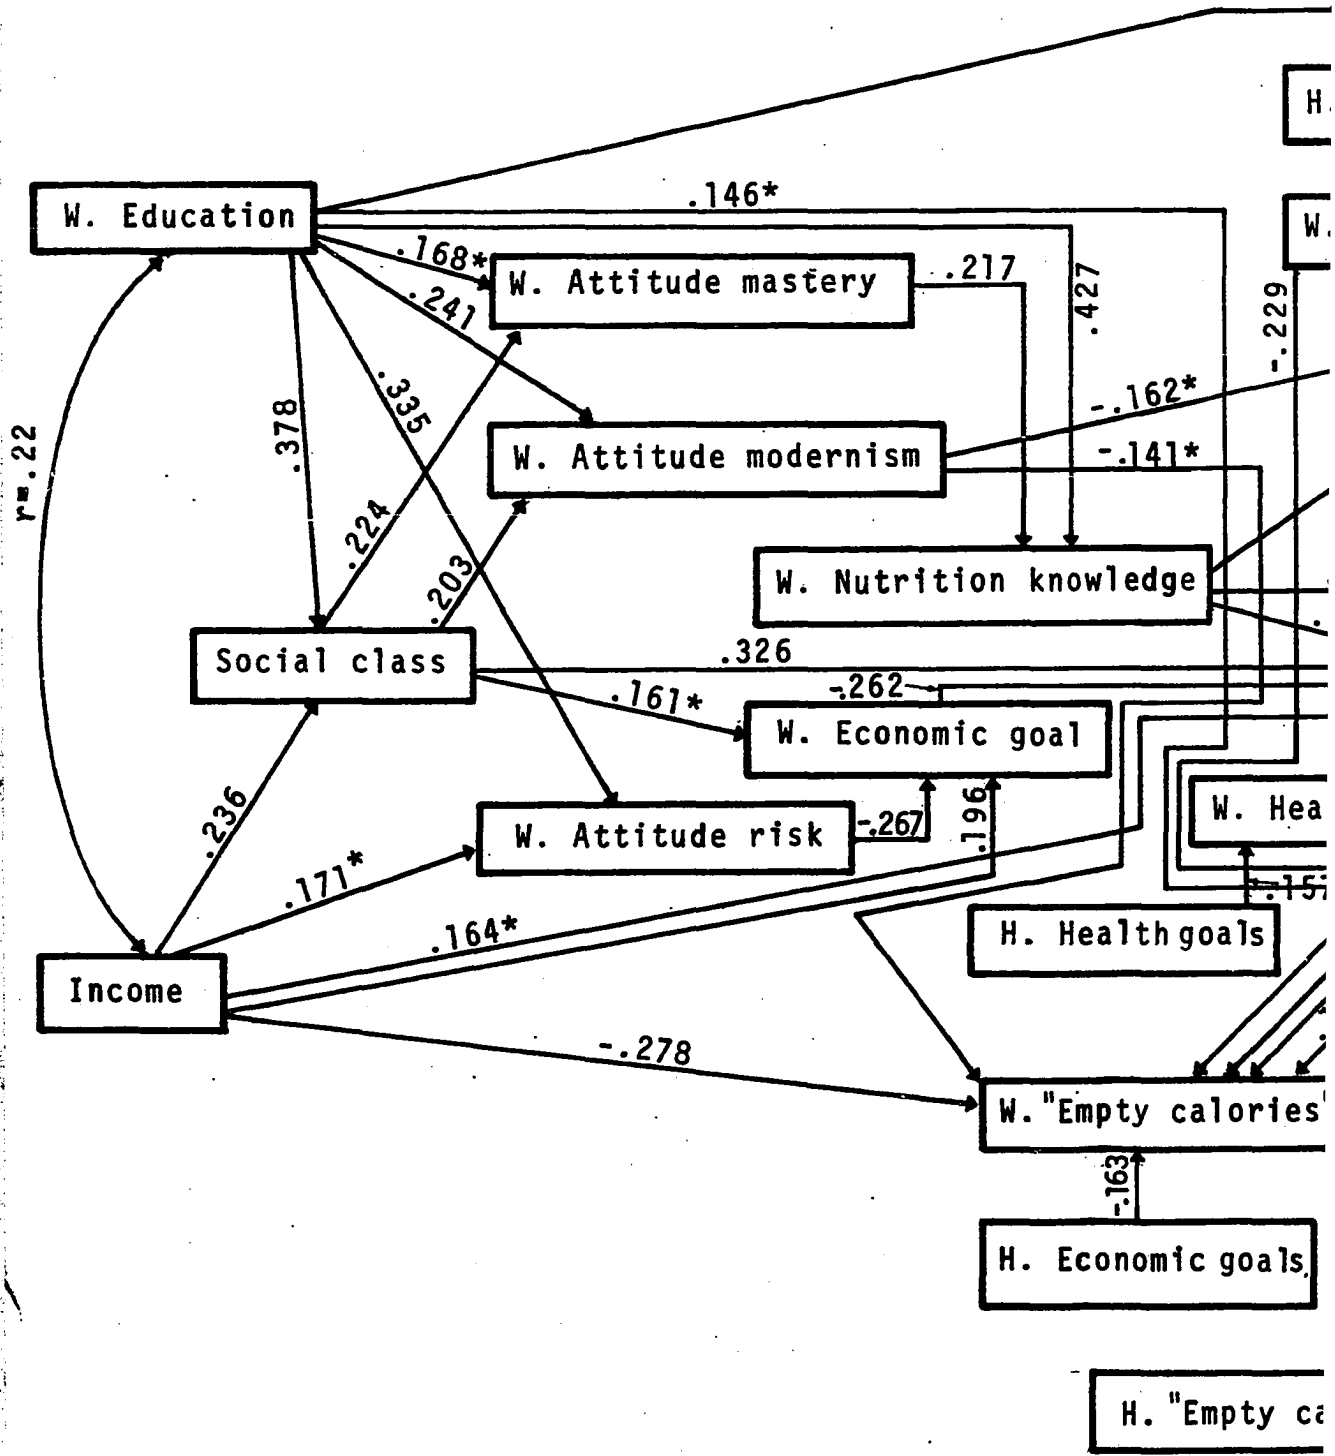 H.
.146*
W. Education
W.
.168*
W. Attitude mastery
.217
.427
-.229
.241
.335
.378
-.162*
r=.22
W. Attitude modernism
-.141*
.224
.203
W. Nutrition knowledge
.326
Social class
.161*
-.262
W. Economic goal
.236
W. Attitude risk
-.267
.196
W. Hea
.171*
.164*
H. Health goals
Income
-.278
W. "Empty calories"
-.163
H. Economic goals
H. "Empty ca